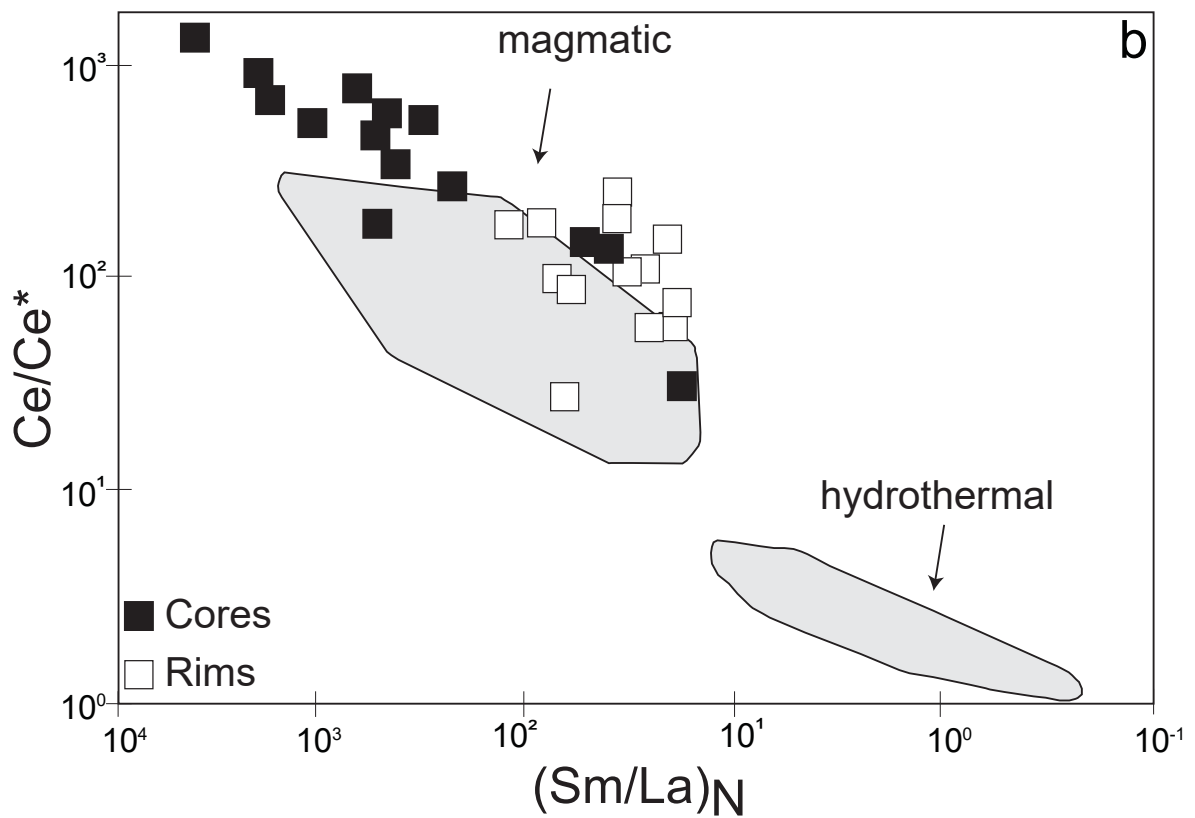 magmatic
b
10³
10²
10¹
10⁰
Ce/Ce*
hydrothermal
Cores
Rims
10⁴ 10³ 10² 10¹ 10⁰ 10⁻¹
(Sm/La)N